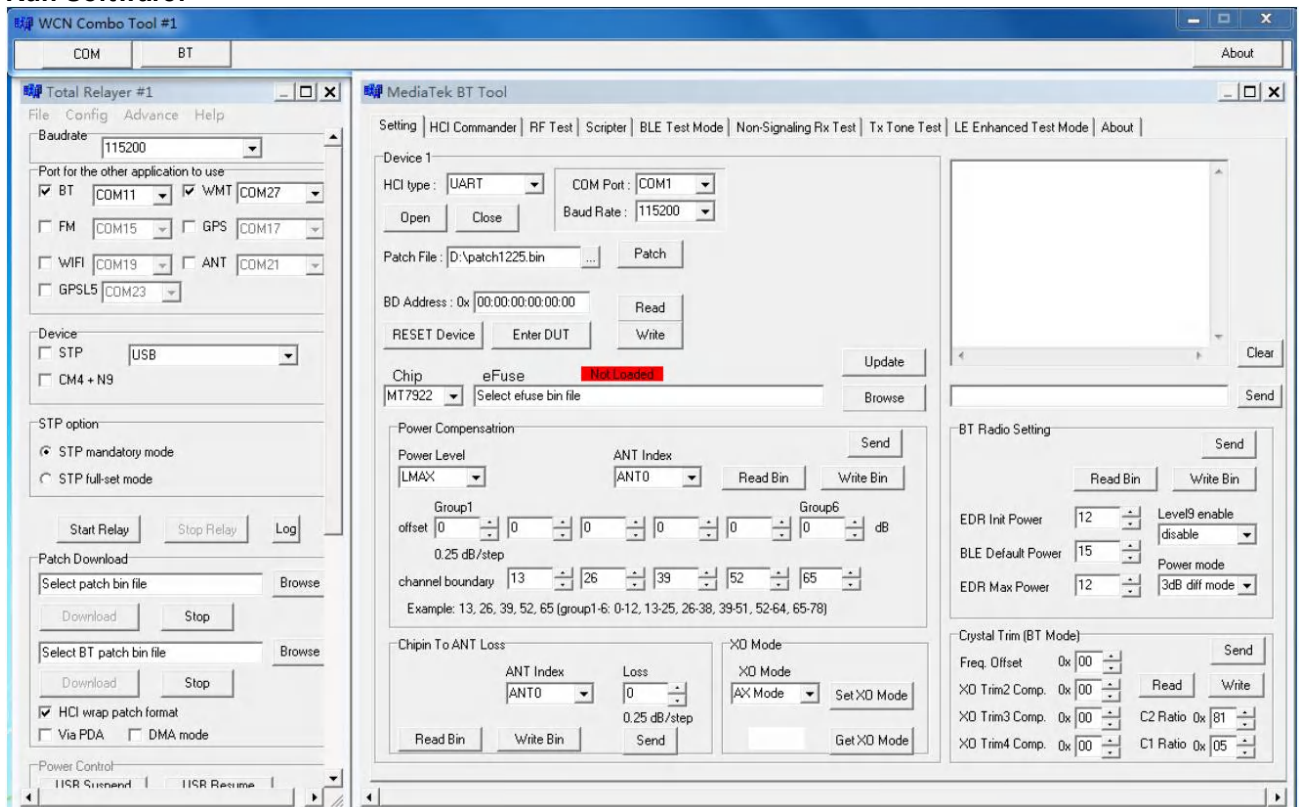 WCN Combo Tool #1
COM BT About
Total Relayer #1
File Config Advance Help
Baudrate
115200
Port for the other application to use
BT COM11 WMT COM27
FM COM15 GPS COM17
WIFI COM19 ANT COM21
GPSL5 COM23
Device
STP USB
CM4 + N9
STP option
STP mandatory mode
STP full-set mode
Start Relay Stop Relay Log
Patch Download
Select patch bin file Browse
Download Stop
Select BT patch bin file Browse
Download Stop
HCI wrap patch format
Via PDA DMA mode
Power Control
USB Suspend USB Resume
MediaTek BT Tool
Setting HCI Commander RF Test Scripter BLE Test Mode Non-Signaling Rx Test Tx Tone Test LE Enhanced Test Mode About
Device 1
HCI type : UART COM Port : COM1
Open Close Baud Rate : 115200
Patch File : D:\patch1225.bin ... Patch
BD Address : 0x 00:00:00:00:00:00 Read
RESET Device Enter DUT Write
Update
Chip eFuse Not Loaded
MT7922 Select efuse bin file Browse
Power Compensatrion
Send
Power Level ANT Index
LMAX ANT0 Read Bin Write Bin
Group1 Group6
offset 0 0 0 0 0 0 dB
0.25 dB/step
channel boundary 13 26 39 52 65
Example: 13, 26, 39, 52, 65 (group1-6: 0-12, 13-25, 26-38, 39-51, 52-64, 65-78)
Chipin To ANT Loss
ANT Index Loss
ANT0 0
0.25 dB/step
Read Bin Write Bin Send
XO Mode
XO Mode
AX Mode Set XO Mode
Get XO Mode
Clear
Send
BT Radio Setting
Send
Read Bin Write Bin
EDR Init Power 12 Level9 enable
disable
BLE Default Power 15
Power mode
EDR Max Power 12 3dB diff mode
Crystal Trim (BT Mode)
Send
Freq. Offset 0x 00
XO Trim2 Comp. 0x 00 Read Write
XO Trim3 Comp. 0x 00 C2 Ratio 0x 81
XO Trim4 Comp. 0x 00 C1 Ratio 0x 05